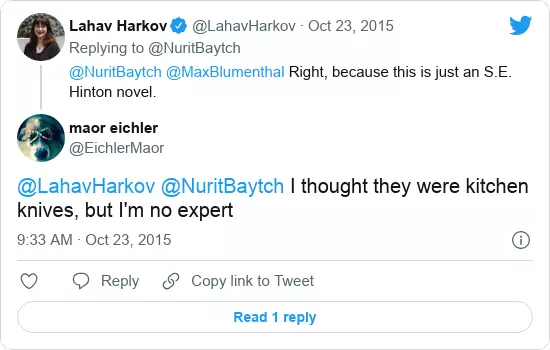 Lahav Harkov @LahavHarkov · Oct 23, 2015
Replying to @NuritBaytch
@NuritBaytch @MaxBlumenthal Right, because this is just an S.E.
Hinton novel.
maor eichler
@EichlerMaor
@LahavHarkov @NuritBaytch I thought they were kitchen
knives, but I'm no expert
9:33 AM · Oct 23, 2015
Reply Copy link to Tweet
Read 1 reply